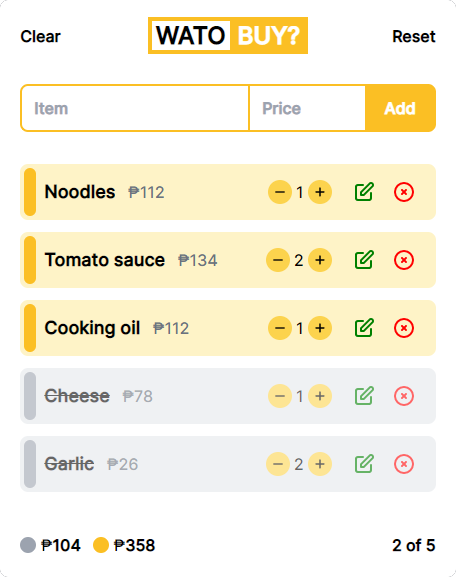 Clear WATO BUY? Reset
Item Price Add
Noodles ₱112 − 1 +
Tomato sauce ₱134 − 2 +
Cooking oil ₱112 − 1 +
Cheese ₱78 − 1 +
Garlic ₱26 − 2 +
₱104 ₱358 2 of 5